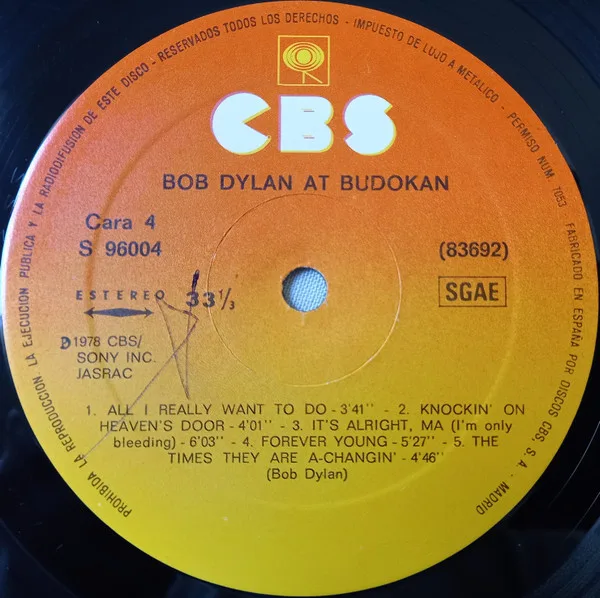 PROHIBIDA LA REPRODUCCION, LA EJECUCION PUBLICA Y LA RADIODIFUSION DE ESTE DISCO - RESERVADOS TODOS LOS DERECHOS - IMPUESTO DE LUJO A METALICO - PERMISO NUM. 7053
FABRICADO EN ESPAÑA POR DISCOS CBS, S. A. - MADRID
CBS
BOB DYLAN AT BUDOKAN
Cara 4
S 96004
(83692)
ESTEREO 33⅓
SGAE
Ⓟ1978 CBS/
SONY INC.
JASRAC
1. ALL I REALLY WANT TO DO - 3'41'' - 2. KNOCKIN' ON
HEAVEN'S DOOR - 4'01'' - 3. IT'S ALRIGHT, MA (I'm only
bleeding) - 6'03'' - 4. FOREVER YOUNG - 5'27'' - 5. THE
TIMES THEY ARE A-CHANGIN' - 4'46''
(Bob Dylan)